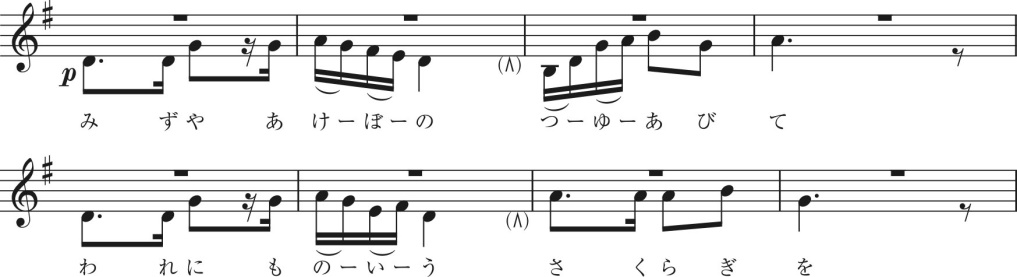 p
み ず や あ け ー ぼ ー の つ ー ゆ ー あ び て
わ れ に も の ー い ー う さ く ら ぎ を